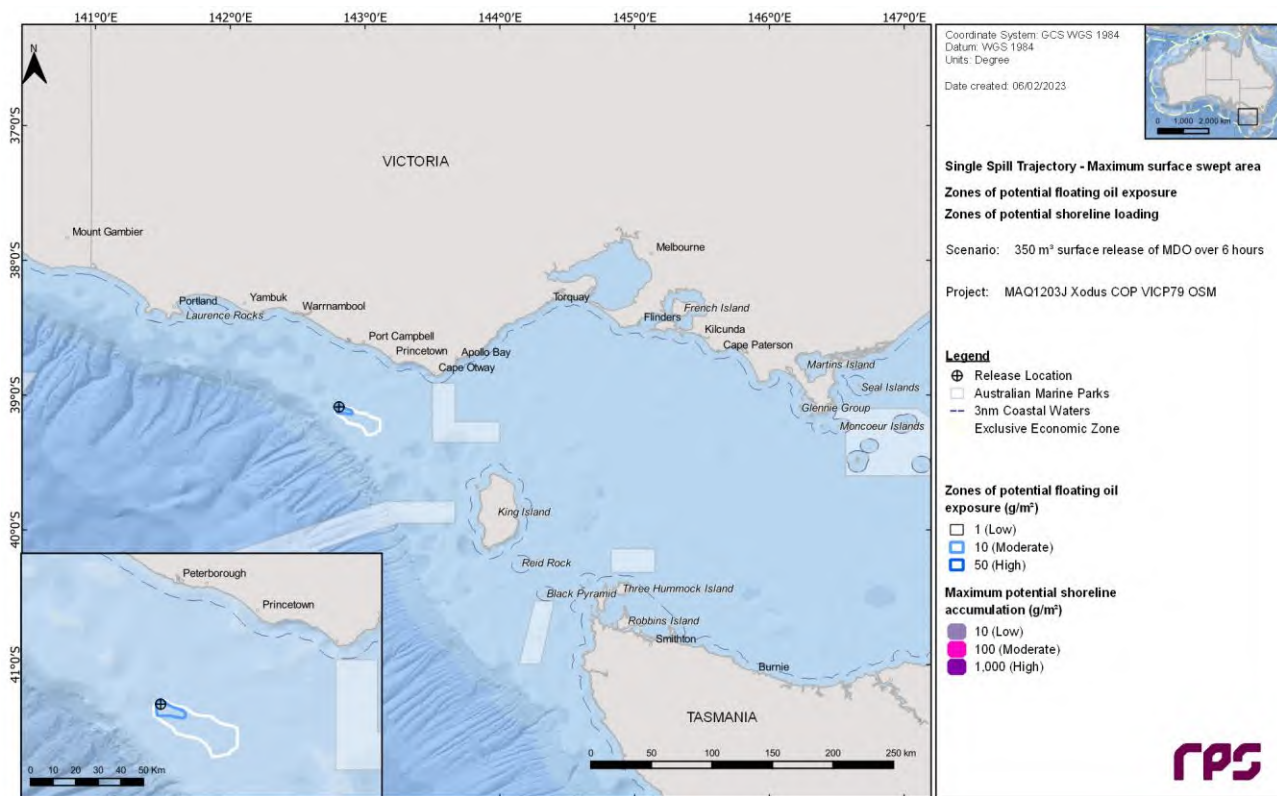 141°0'E 142°0'E 143°0'E 144°0'E 145°0'E 146°0'E 147°0'E
N
37°0'S
38°0'S
39°0'S
40°0'S
41°0'S
VICTORIA
Mount Gambier
Melbourne
Portland
Yambuk
Laurence Rocks
Warrnambool
Torquay
French Island
Flinders
Port Campbell
Kilcunda
Princetown
Apollo Bay
Cape Paterson
Cape Otway
Martins Island
Seal Islands
Glennie Group
Moncoeur Islands
King Island
Reid Rock
Black Pyramid
Three Hummock Island
Robbins Island
Smithton
Burnie
TASMANIA
0 50 100 150 200 250 km
Peterborough
Princetown
0 10 20 30 40 50 Km
Coordinate System: GCS WGS 1984
Datum: WGS 1984
Units: Degree
Date created: 06/02/2023
0 1,000 2,000 km
Single Spill Trajectory - Maximum surface swept area
Zones of potential floating oil exposure
Zones of potential shoreline loading
Scenario: 350 m³ surface release of MDO over 6 hours
Project: MAQ1203J Xodus COP VICP79 OSM
Legend
Release Location
Australian Marine Parks
3nm Coastal Waters
Exclusive Economic Zone
Zones of potential floating oil
exposure (g/m²)
1 (Low)
10 (Moderate)
50 (High)
Maximum potential shoreline
accumulation (g/m²)
10 (Low)
100 (Moderate)
1,000 (High)
rps